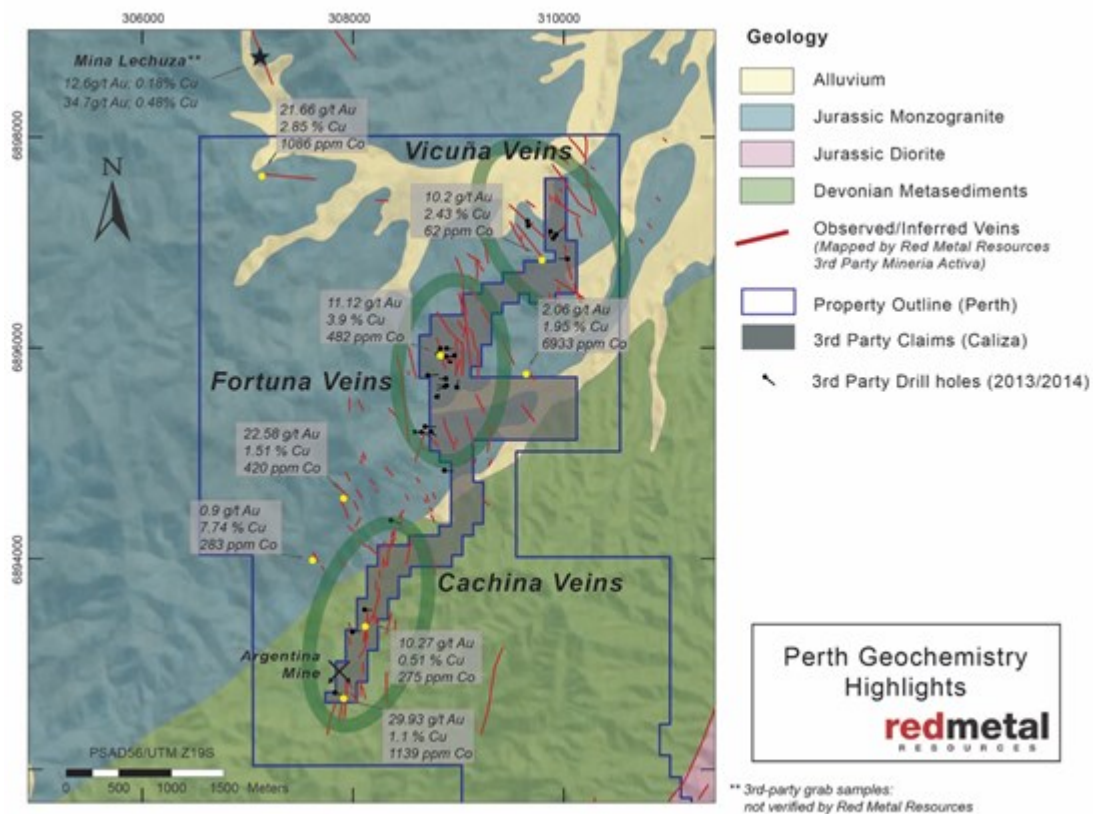 306000
308000
310000
6898000
6896000
6894000
Mina Lechuza**
12.6g/t Au; 0.18% Cu
34.7g/t Au; 0.48% Cu
21.66 g/t Au
2.85 % Cu
1086 ppm Co
N
Vicuña Veins
10.2 g/t Au
2.43 % Cu
62 ppm Co
11.12 g/t Au
3.9 % Cu
482 ppm Co
2.06 g/t Au
1.95 % Cu
6933 ppm Co
Fortuna Veins
22.58 g/t Au
1.51 % Cu
420 ppm Co
0.9 g/t Au
7.74 % Cu
283 ppm Co
Cachina Veins
10.27 g/t Au
0.51 % Cu
275 ppm Co
Argentina
Mine
29.93 g/t Au
1.1 % Cu
1139 ppm Co
PSAD56/UTM Z19S
0 500 1000 1500 Meters
Geology
Alluvium
Jurassic Monzogranite
Jurassic Diorite
Devonian Metasediments
Observed/Inferred Veins
(Mapped by Red Metal Resources
3rd Party Mineria Activa)
Property Outline (Perth)
3rd Party Claims (Caliza)
3rd Party Drill holes (2013/2014)
Perth Geochemistry
Highlights
redmetal
RESOURCES
** 3rd-party grab samples:
not verified by Red Metal Resources